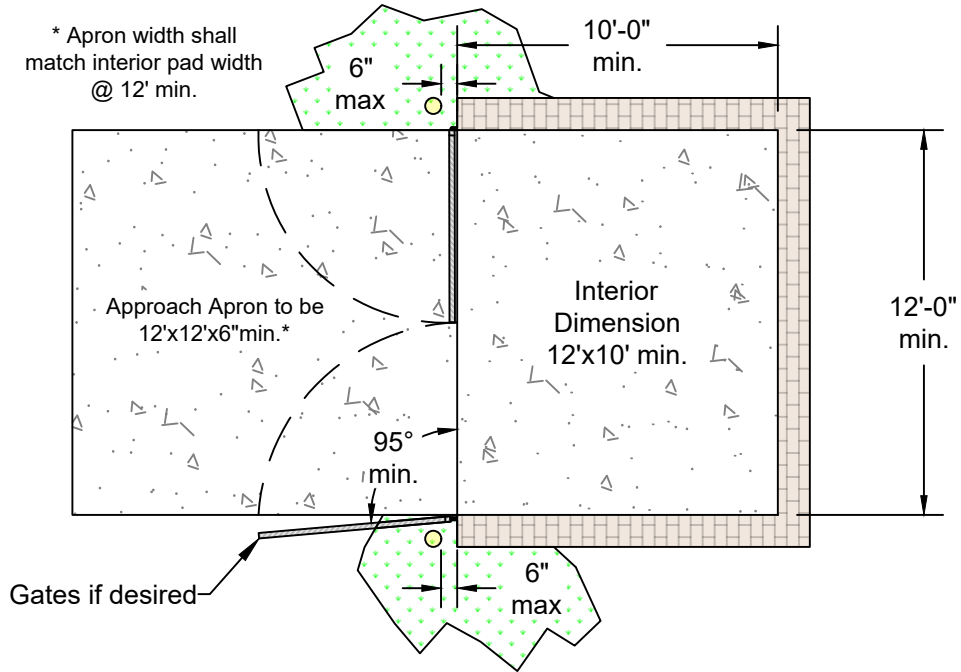 * Apron width shall
match interior pad width
@ 12' min.
6"
max
10'-0"
min.
Approach Apron to be
12'x12'x6"min.*
Interior
Dimension
12'x10' min.
12'-0"
min.
95°
min.
Gates if desired
6"
max